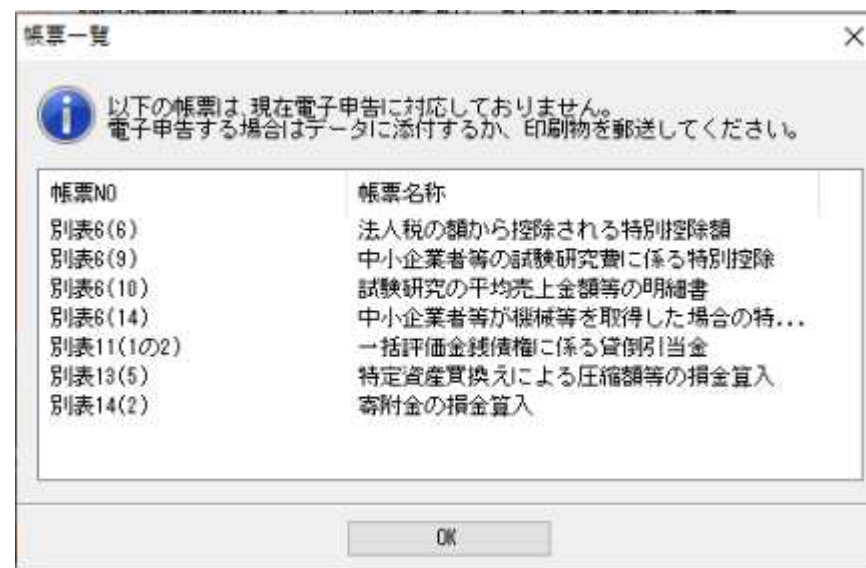 帳票一覧
以下の帳票は、現在電子申告に対応しておりません。
電子申告する場合はデータに添付するか、印刷物を郵送してください。
帳票NO 帳票名称
別表6(6) 法人税の額から控除される特別控除額
別表6(9) 中小企業者等の試験研究費に係る特別控除
別表6(10) 試験研究の平均売上金額等の明細書
別表6(14) 中小企業者等が機械等を取得した場合の特...
別表11(1の2) 一括評価金銭債権に係る貸倒引当金
別表13(5) 特定資産買換えによる圧縮額等の損金算入
別表14(2) 寄附金の損金算入
OK